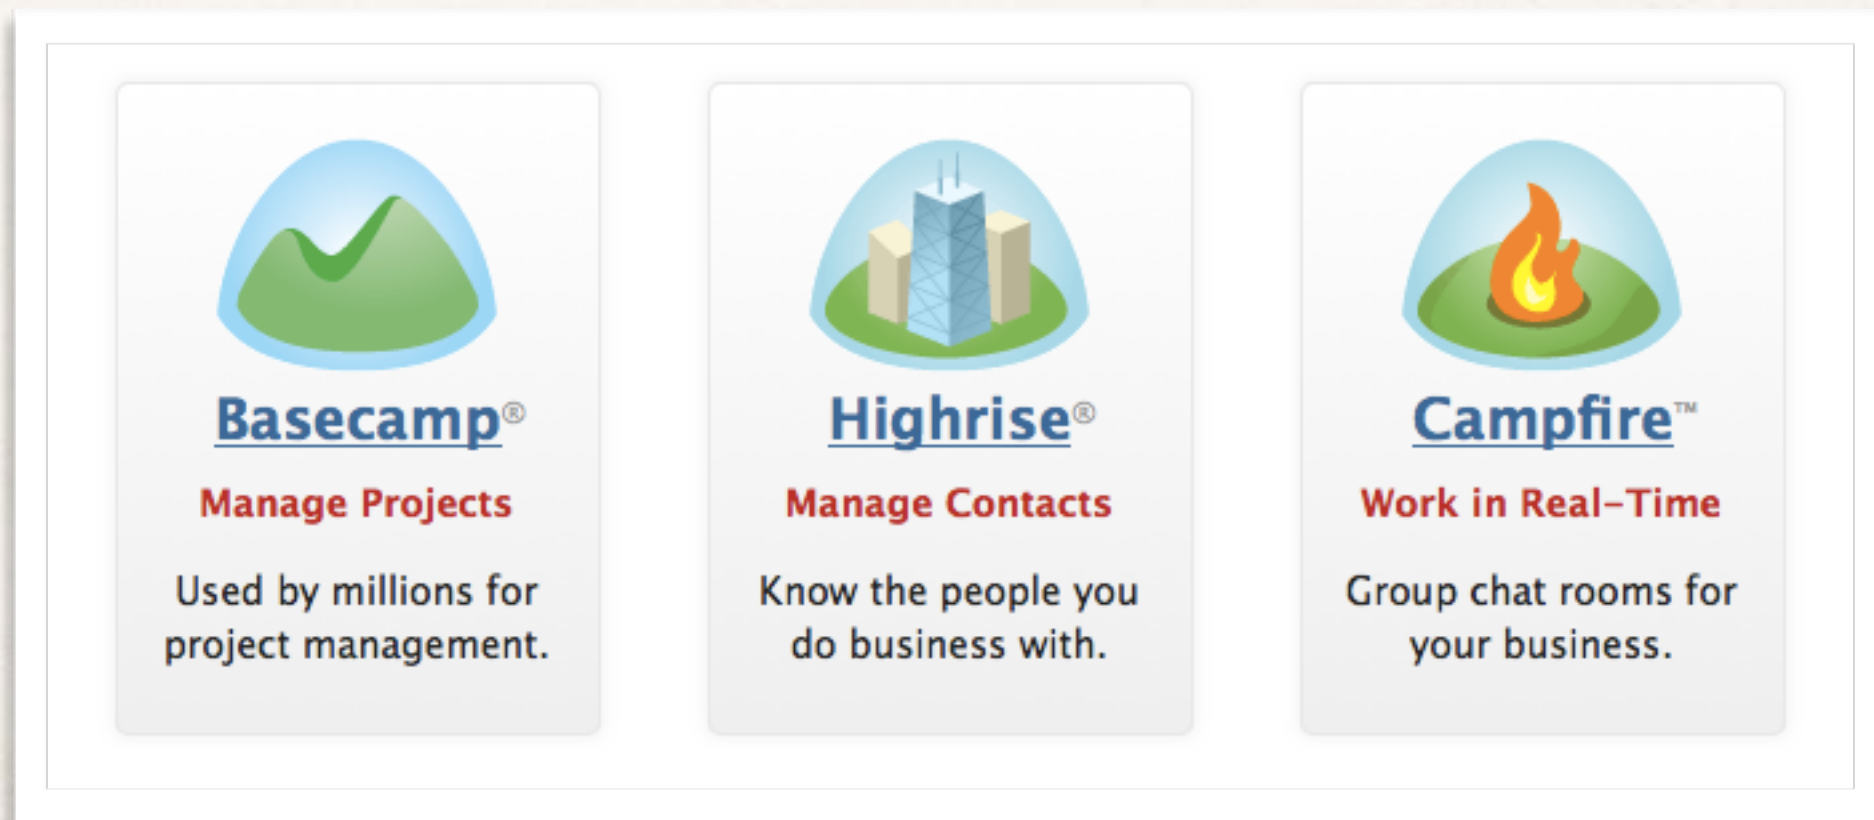 Basecamp®
Manage Projects
Used by millions for
project management.
Highrise®
Manage Contacts
Know the people you
do business with.
Campfire™
Work in Real–Time
Group chat rooms for
your business.